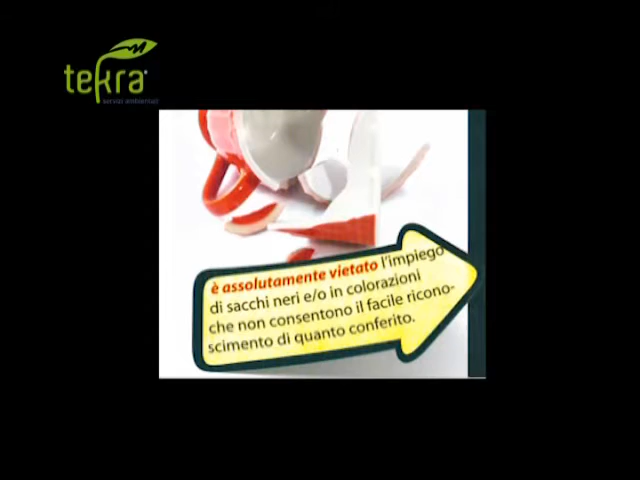 tekra
servizi ambientali
è assolutamente vietato l'impiego
di sacchi neri e/o in colorazioni
che non consentono il facile ricono-
scimento di quanto conferito.